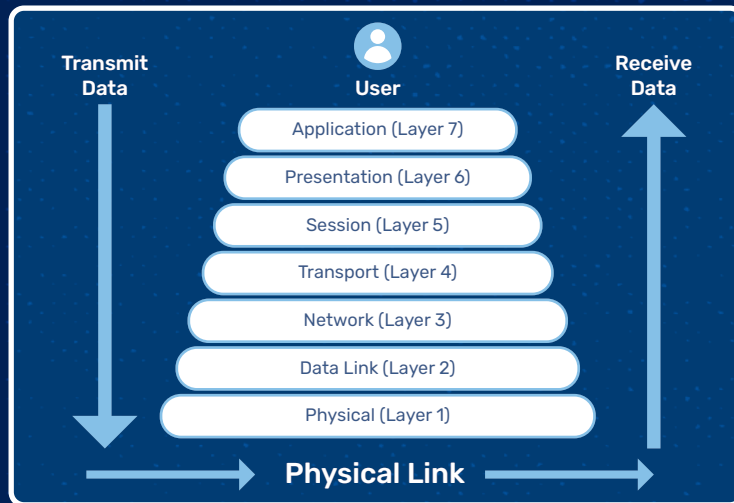 Transmit
Data
User
Receive
Data
Application (Layer 7)
Presentation (Layer 6)
Session (Layer 5)
Transport (Layer 4)
Network (Layer 3)
Data Link (Layer 2)
Physical (Layer 1)
Physical Link